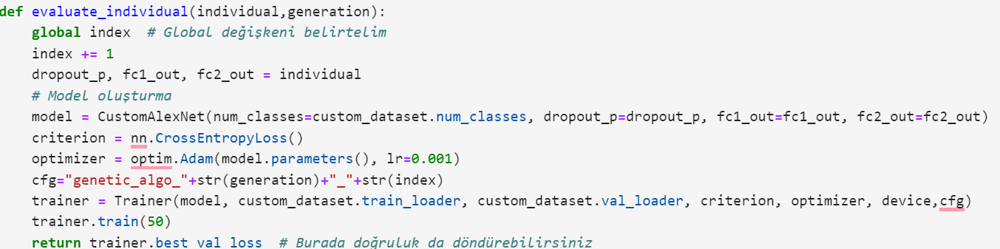 def evaluate_individual(individual,generation):
    global index  # Global değişkeni belirtelim
    index += 1
    dropout_p, fc1_out, fc2_out = individual
    # Model oluşturma
    model = CustomAlexNet(num_classes=custom_dataset.num_classes, dropout_p=dropout_p, fc1_out=fc1_out, fc2_out=fc2_out)
    criterion = nn.CrossEntropyLoss()
    optimizer = optim.Adam(model.parameters(), lr=0.001)
    cfg="genetic_algo_"+str(generation)+"_"+str(index)
    trainer = Trainer(model, custom_dataset.train_loader, custom_dataset.val_loader, criterion, optimizer, device,cfg)
    trainer.train(50)
    return trainer.best_val_loss  # Burada doğruluk da döndürebilirsiniz